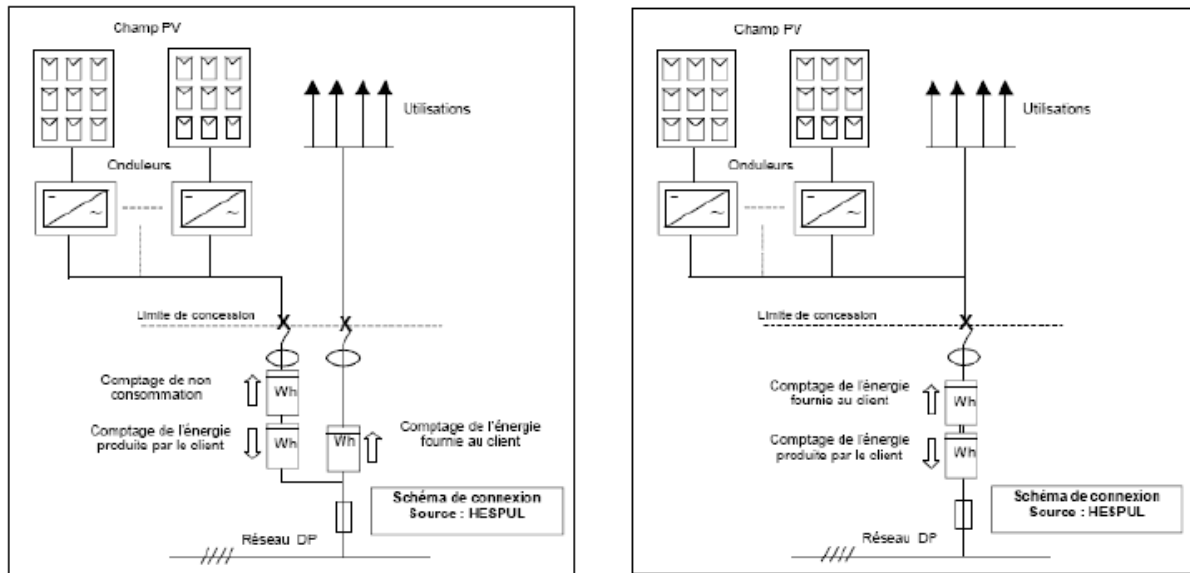 Champ PV
Utilisations
Onduleurs
Limite de concession
X
X
Comptage de non
consommation
Wh
Comptage de l'énergie
produite par le client
Wh
Wh
Comptage de l'énergie
fournie au client
Schéma de connexion
Source : HESPUL
Réseau DP
Champ PV
Utilisations
Onduleurs
Limite de concession
X
Comptage de l'énergie
fournie au client
Wh
Comptage de l'énergie
produite par le client
Wh
Schéma de connexion
Source : HESPUL
Réseau DP